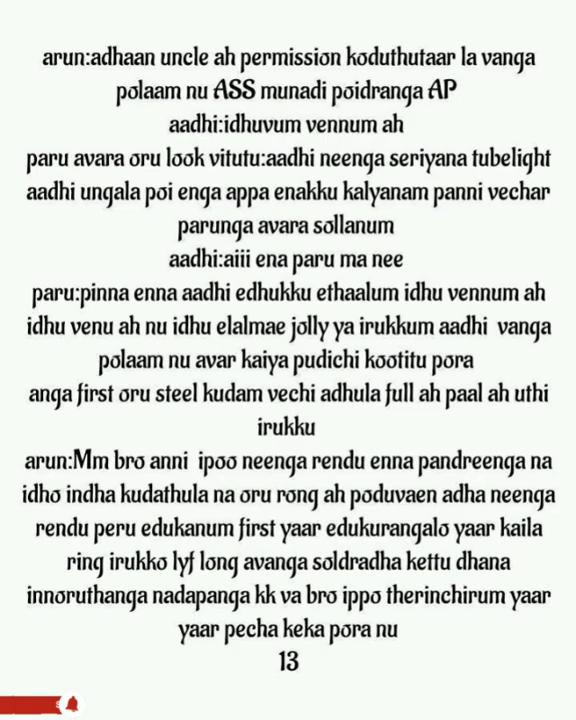 arun:adhaan uncle ah permission koduthutaar la vanga
polaam nu ASS munadi poidranga AP
aadhi:idhuvum vennum ah
paru avara oru look vitutu:aadhi neenga seriyana tubelight
aadhi ungala poi enga appa enakku kalyanam panni vechar
parunga avara sollanum
aadhi:aiii ena paru ma nee
paru:pinna enna aadhi edhukku ethaalum idhu vennum ah
idhu venu ah nu idhu elalmae jolly ya irukkum aadhi vanga
polaam nu avar kaiya pudichi kootitu pora
anga first oru steel kudam vechi adhula full ah paal ah uthi
irukku
arun:Mm bro anni ipoo neenga rendu enna pandreenga na
idho indha kudathula na oru rong ah poduvaen adha neenga
rendu peru edukanum first yaar edukurangalo yaar kaila
ring irukko lyf long avanga soldradha kettu dhana
innoruthanga nadapanga kk va bro ippo therinchirum yaar
yaar pecha keka pora nu
13